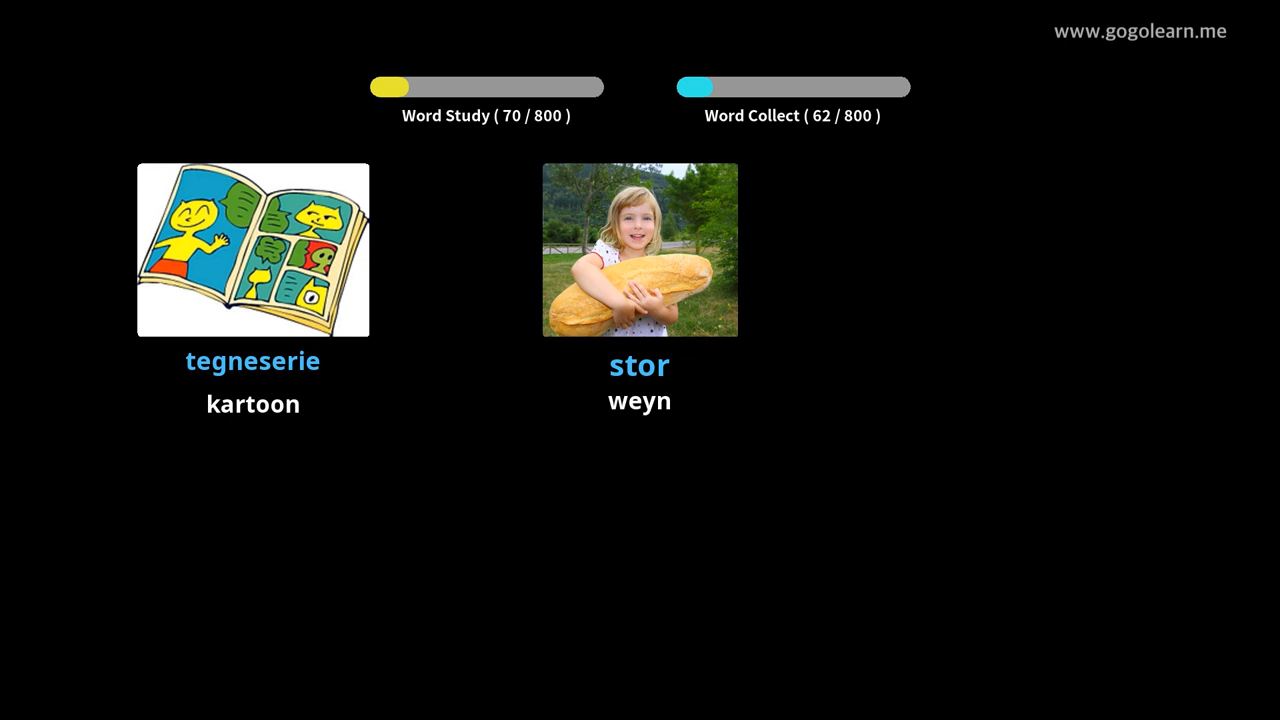 www.gogolearn.me
Word Study ( 70 / 800 )
Word Collect ( 62 / 800 )
tegneserie
kartoon
stor
weyn